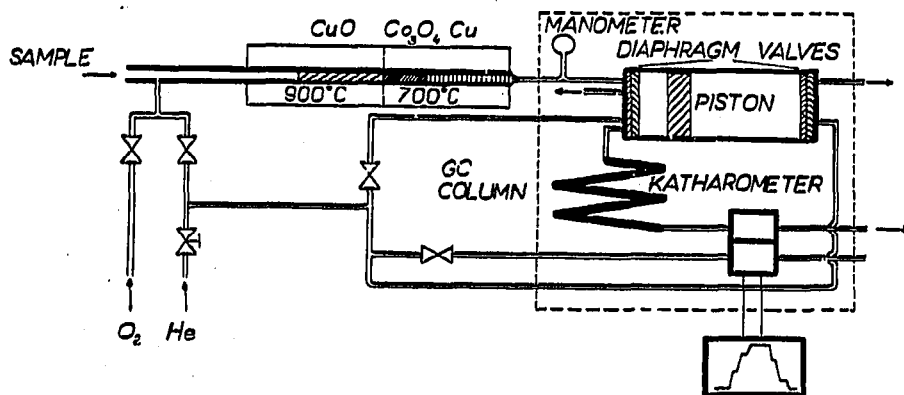 MANOMETER
CuO Co₃O₄ Cu
DIAPHRAGM VALVES
SAMPLE
900°C 700°C
PISTON
GC
COLUMN
KATHAROMETER
O₂ He